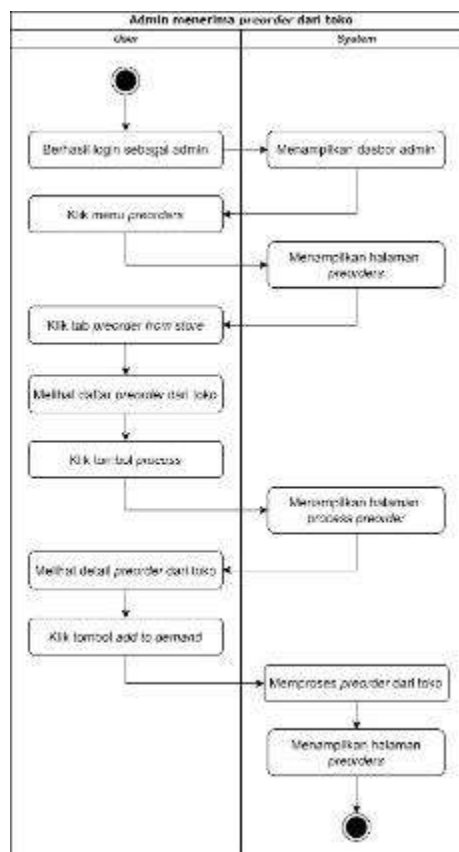 Admin menerima preorder dari toko
User
System
Berhasil login sebagai admin
Menampilkan dasbor admin
Klik menu preorders
Menampilkan halaman
preorders
Klik tab preorder from store
Melihat daftar preorder dari toko
Klik tombol process
Menampilkan halaman
process preorder
Melihat detail preorder dari toko
Klik tombol add to demand
Memproses preorder dari toko
Menampilkan halaman
preorders